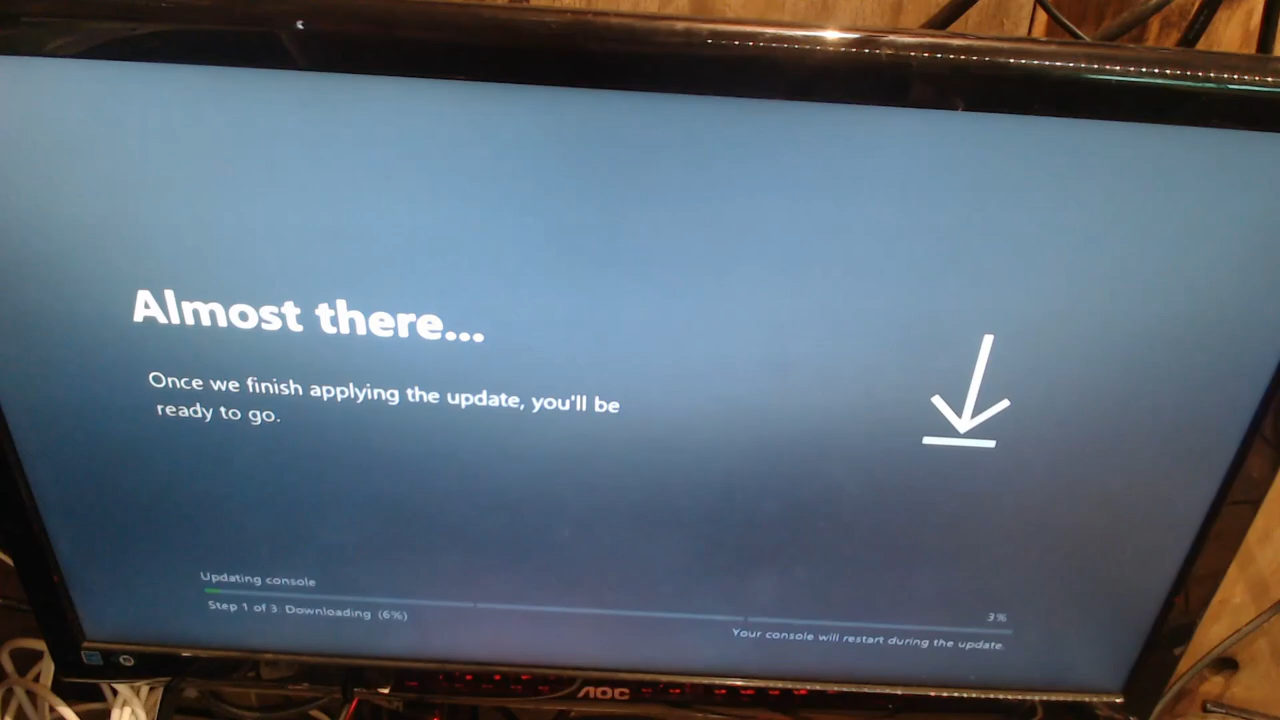 Almost there...
Once we finish applying the update, you'll be
ready to go.
Updating console
3%
Step 1 of 3: Downloading (6%)
Your console will restart during the update.
AOC